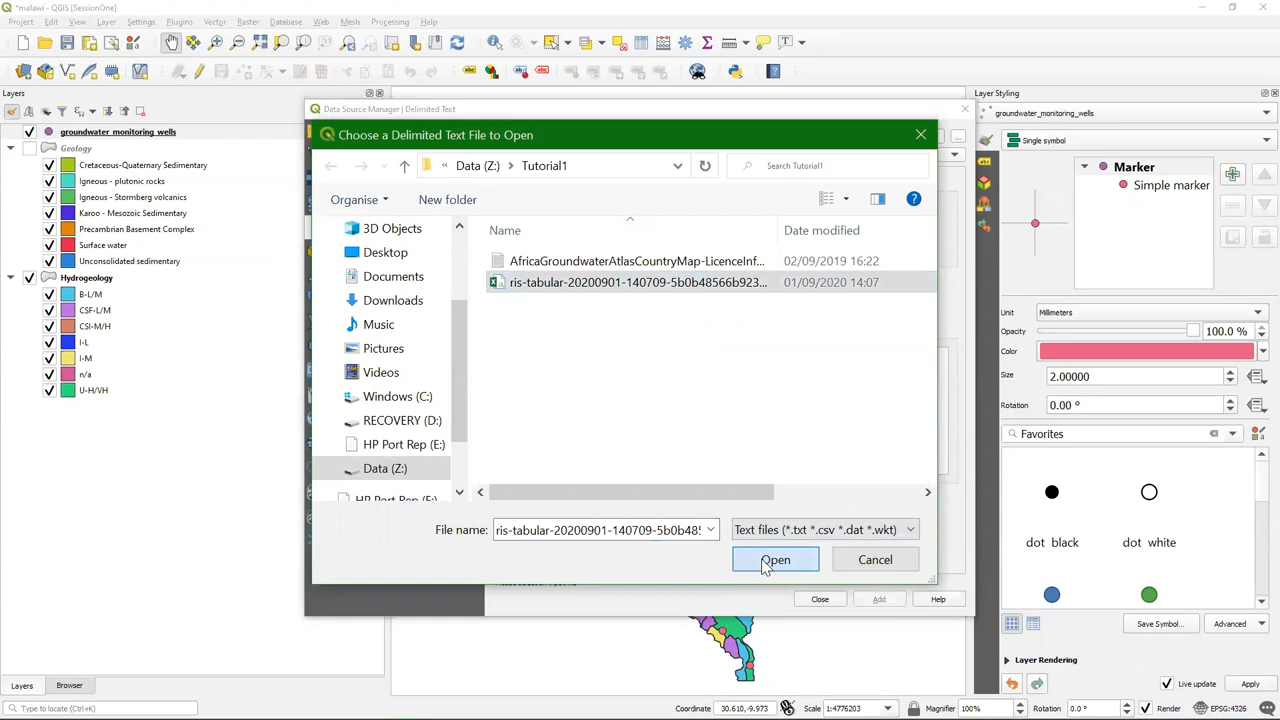 *malawi - QGIS [SessionOne]
Project Edit View Layer Settings Plugins Vector Raster Database Web Mesh Processing Help
Layers
groundwater_monitoring_wells
Geology
Cretaceous-Quaternary Sedimentary
Igneous - plutonic rocks
Igneous - Stormberg volcanics
Karoo - Mesozoic Sedimentary
Precambrian Basement Complex
Surface water
Unconsolidated sedimentary
Hydrogeology
B-L/M
CSF-L/M
CSI-M/H
I-L
I-M
n/a
U-H/VH
Layers Browser
Data Source Manager | Delimited Text
Choose a Delimited Text File to Open
« Data (Z:) › Tutorial1
Search Tutorial1
Organise New folder
3D Objects
Desktop
Documents
Downloads
Music
Pictures
Videos
Windows (C:)
RECOVERY (D:)
HP Port Rep (E:)
Data (Z:)
HP Port Rep (E:)
Name Date modified
AfricaGroundwaterAtlasCountryMap-LicenceInf... 02/09/2019 16:22
ris-tabular-20200901-140709-5b0b48566b923... 01/09/2020 14:07
File name: ris-tabular-20200901-140709-5b0b485 Text files (*.txt *.csv *.dat *.wkt)
Open Cancel
Close Add Help
Layer Styling
groundwater_monitoring_wells
Single symbol
Marker
Simple marker
Unit Millimeters
Opacity 100.0 %
Color
Size 2.00000
Rotation 0.00 °
Favorites
dot black dot white
Save Symbol... Advanced
Layer Rendering
Live update Apply
Type to locate (Ctrl+K) Coordinate 30.610,-9.973 Scale 1:4776203 Magnifier 100% Rotation 0.0 ° Render EPSG:4326